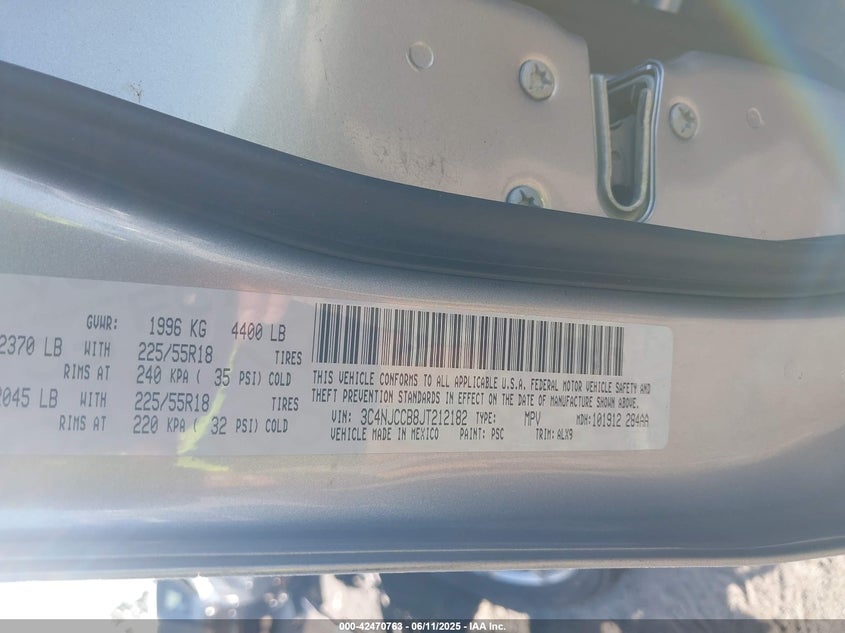 GVWR: 1996 KG 4400 LB
2370 LB WITH 225/55R18 TIRES
RIMS AT 240 KPA ( 35 PSI) COLD
2045 LB WITH 225/55R18 TIRES
RIMS AT 220 KPA ( 32 PSI) COLD
THIS VEHICLE CONFORMS TO ALL APPLICABLE U.S.A. FEDERAL MOTOR VEHICLE SAFETY AND
THEFT PREVENTION STANDARDS IN EFFECT ON THE DATE OF MANUFACTURE SHOWN ABOVE.
VIN: 3C4NJCCB8JT212182 TYPE: MPV MDH: 101912 284AA
VEHICLE MADE IN MEXICO PAINT: PSC TRIM: ALX9
000-42470763 - 06/11/2025 - IAA Inc.